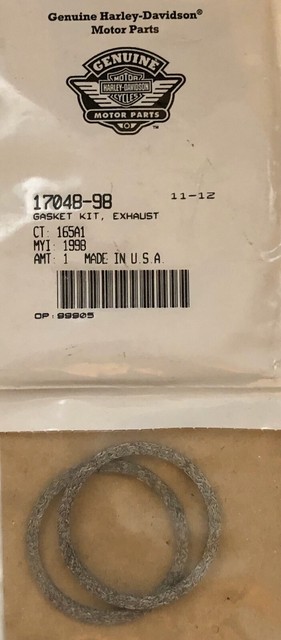 Genuine Harley-Davidson®
Motor Parts
GENUINE
MOTOR
HARLEY-DAVIDSON
CYCLES
MOTOR PARTS
™
17048-98 11-12
GASKET KIT, EXHAUST
CT: 165A1
MYI: 1998
AMT: 1 MADE IN U.S.A.
OP:99905